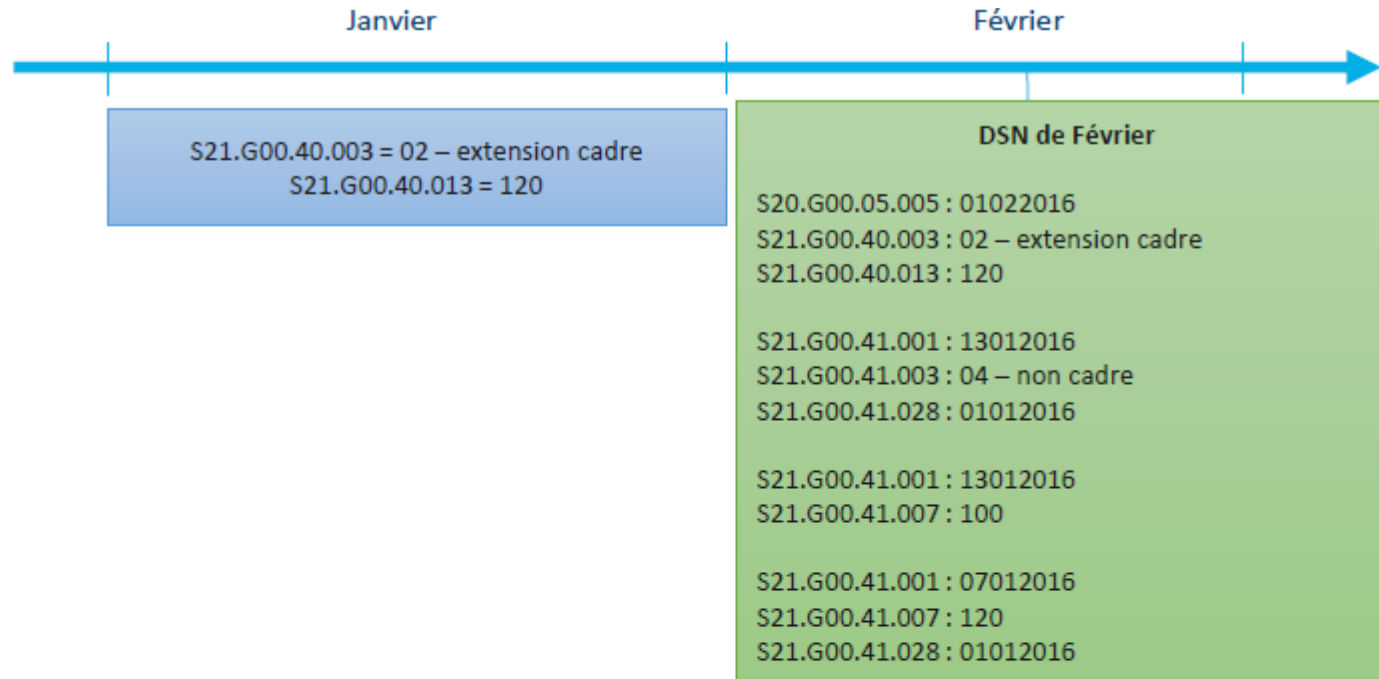 Janvier
Février
S21.G00.40.003 = 02 – extension cadre
S21.G00.40.013 = 120
DSN de Février
S20.G00.05.005 : 01022016
S21.G00.40.003 : 02 – extension cadre
S21.G00.40.013 : 120
S21.G00.41.001 : 13012016
S21.G00.41.003 : 04 – non cadre
S21.G00.41.028 : 01012016
S21.G00.41.001 : 13012016
S21.G00.41.007 : 100
S21.G00.41.001 : 07012016
S21.G00.41.007 : 120
S21.G00.41.028 : 01012016